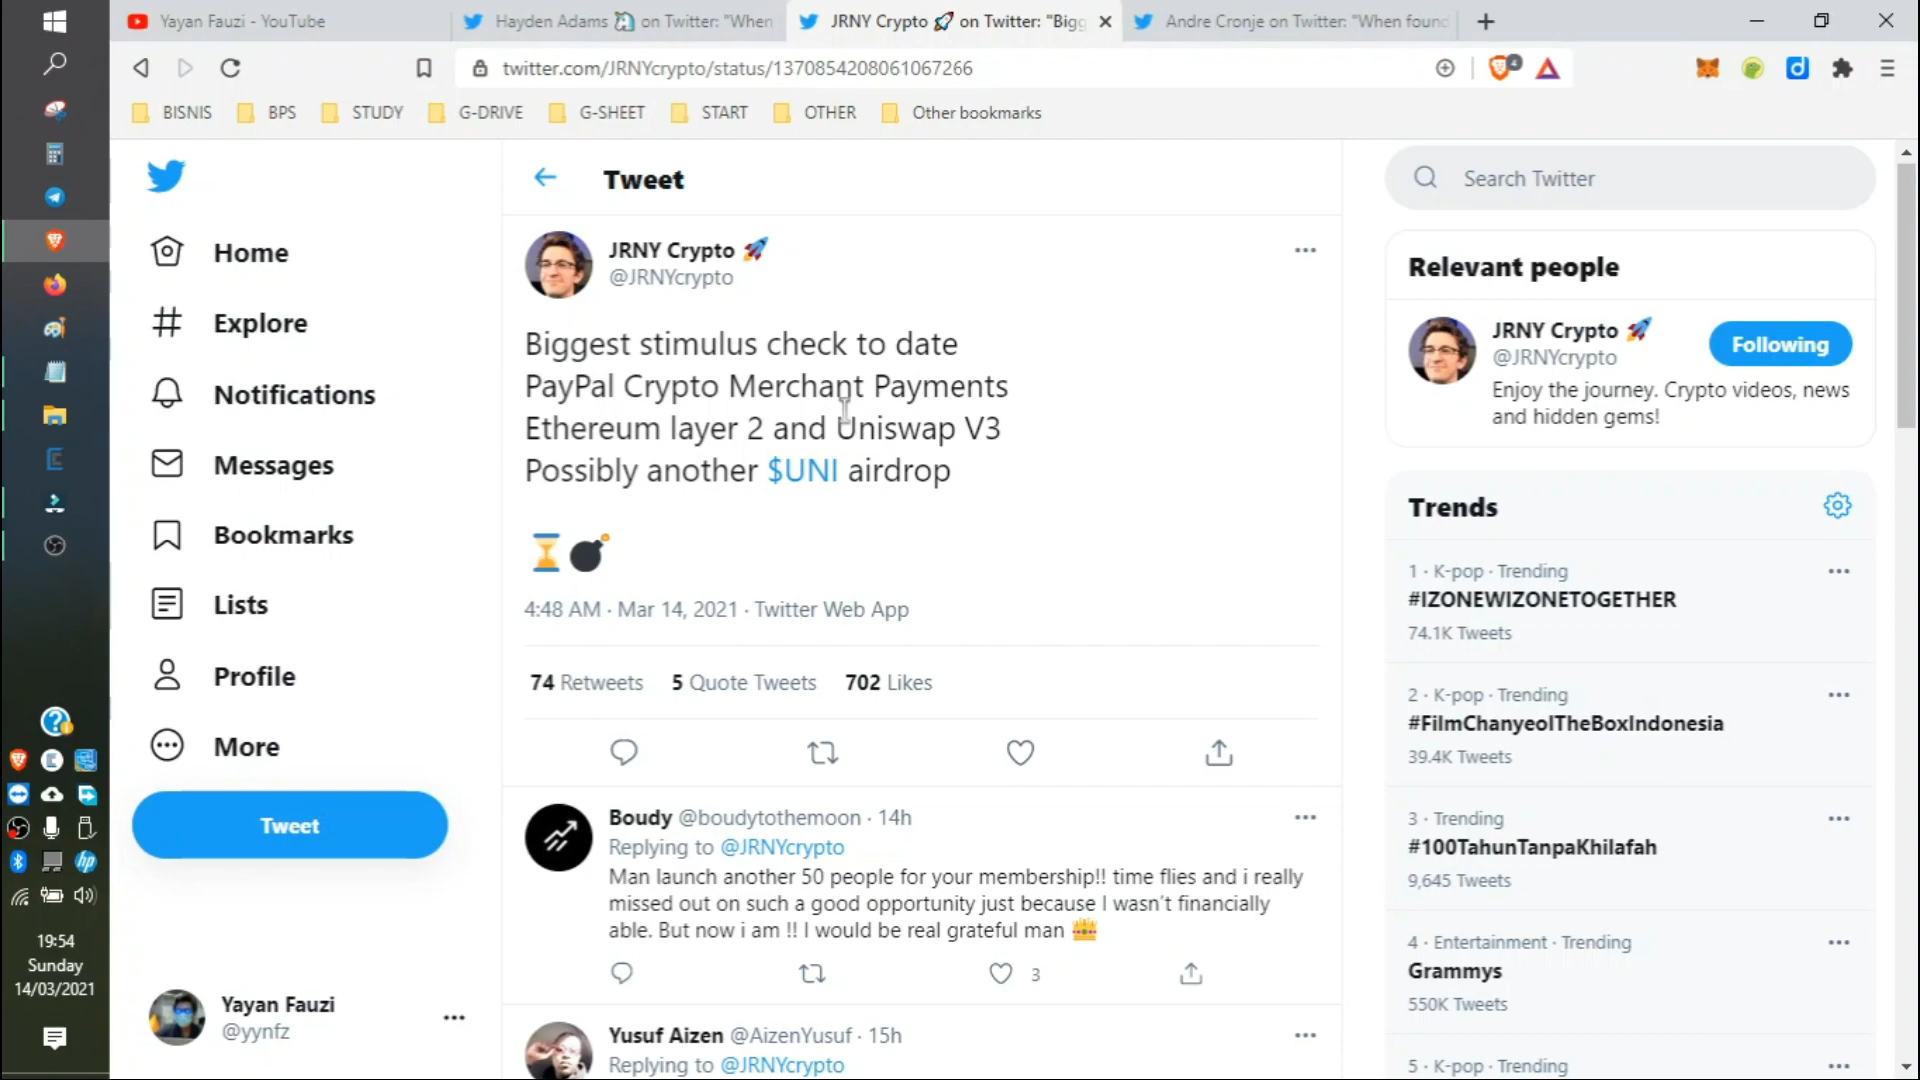 Yayan Fauzi - YouTube
Hayden Adams on Twitter: "When
JRNY Crypto 🚀 on Twitter: "Bigg
Andre Cronje on Twitter: "When found
twitter.com/JRNYcrypto/status/1370854208061067266
4
BISNIS
BPS
STUDY
G-DRIVE
G-SHEET
START
OTHER
Other bookmarks
Home
Explore
Notifications
Messages
Bookmarks
Lists
Profile
More
Tweet
Yayan Fauzi
@yynfz
19:54
Sunday
14/03/2021
Tweet
JRNY Crypto 🚀
@JRNYcrypto
Biggest stimulus check to date
PayPal Crypto Merchant Payments
Ethereum layer 2 and Uniswap V3
Possibly another $UNI airdrop
⏳💣
4:48 AM · Mar 14, 2021 · Twitter Web App
74 Retweets 5 Quote Tweets 702 Likes
Boudy @boudytothemoon · 14h
Replying to @JRNYcrypto
Man launch another 50 people for your membership!! time flies and i really
missed out on such a good opportunity just because I wasn't financially
able. But now i am !! I would be real grateful man 👑
3
Yusuf Aizen @AizenYusuf · 15h
Replying to @JRNYcrypto
Search Twitter
Relevant people
JRNY Crypto 🚀
@JRNYcrypto
Following
Enjoy the journey. Crypto videos, news
and hidden gems!
Trends
1 · K-pop · Trending
#IZONEWIZONETOGETHER
74.1K Tweets
2 · K-pop · Trending
#FilmChanyeolTheBoxIndonesia
39.4K Tweets
3 · Trending
#100TahunTanpaKhilafah
9,645 Tweets
4 · Entertainment · Trending
Grammys
550K Tweets
5 · K-pop · Trending